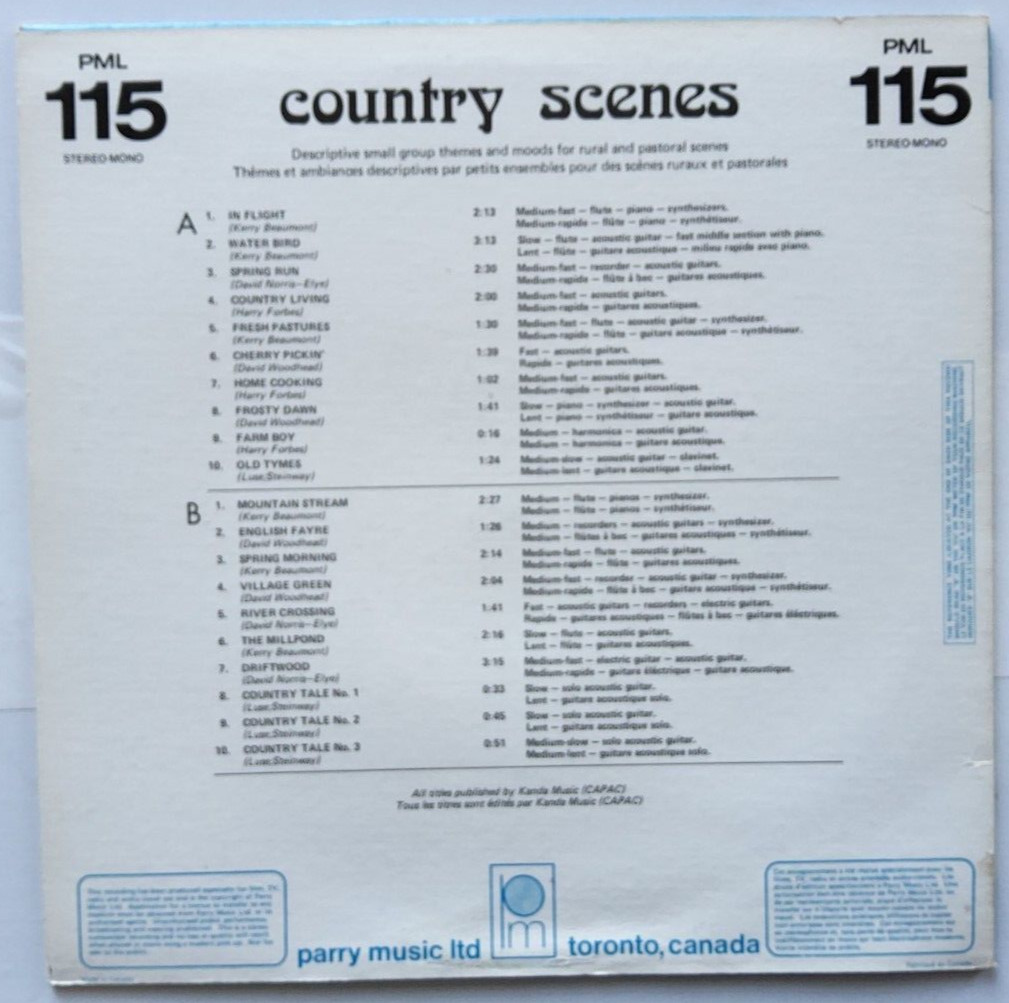 PML
115
STEREO-MONO
PML
115
STEREO-MONO
country scenes
Descriptive small group themes and moods for rural and pastoral scenes
Thèmes et ambiances descriptives par petits ensembles pour des scènes ruraux et pastorales
A
1. IN FLIGHT 2:13 Medium-fast – flute – piano – synthesizers.
(Kerry Beaumont) Medium-rapide – flûte – piano – synthétiseur.
2. WATER BIRD 3:13 Slow – flute – acoustic guitar – fast middle section with piano.
(Kerry Beaumont) Lent – flûte – guitare acoustique – milieu rapide avec piano.
3. SPRING RUN 2:30 Medium-fast – recorder – acoustic guitars.
(David Norris-Elye) Medium-rapide – flûte à bec – guitares acoustiques.
4. COUNTRY LIVING 2:00 Medium-fast – acoustic guitars.
(Harry Forbes) Medium-rapide – guitares acoustiques.
5. FRESH PASTURES 1:30 Medium-fast – flute – acoustic guitar – synthesizer.
(Kerry Beaumont) Medium-rapide – flûte – guitare acoustique – synthétiseur.
6. CHERRY PICKIN' 1:39 Fast – acoustic guitars.
(David Woodhead) Rapide – guitares acoustiques.
7. HOME COOKING 1:02 Medium-fast – acoustic guitars.
(Harry Forbes) Medium-rapide – guitares acoustiques.
8. FROSTY DAWN 1:41 Slow – piano – synthesizer – acoustic guitar.
(David Woodhead) Lent – piano – synthétiseur – guitare acoustique.
9. FARM BOY 0:16 Medium – harmonica – acoustic guitar.
(Harry Forbes) Medium – harmonica – guitare acoustique.
10. OLD TYMES 1:24 Medium-slow – acoustic guitar – clavinet.
(Luse;Steinway) Medium-lent – guitare acoustique – clavinet.
B
1. MOUNTAIN STREAM 2:27 Medium – flute – pianos – synthesizer.
(Kerry Beaumont) Medium – flûte – pianos – synthétiseur.
2. ENGLISH FAYRE 1:26 Medium – recorders – acoustic guitars – synthesizer.
(David Woodhead) Medium – flûtes à bec – guitares acoustiques – synthétiseur.
3. SPRING MORNING 2:14 Medium-fast – flute – acoustic guitars.
(Kerry Beaumont) Medium-rapide – flûte – guitares acoustiques.
4. VILLAGE GREEN 2:04 Medium-fast – recorder – acoustic guitar – synthesizer.
(David Woodhead) Medium-rapide – flûte à bec – guitare acoustique – synthétiseur.
5. RIVER CROSSING 1:41 Fast – acoustic guitars – recorders – electric guitars.
(David Norris-Elye) Rapide – guitares acoustiques – flûtes à bec – guitares éléctriques.
6. THE MILLPOND 2:16 Slow – flute – acoustic guitars.
(Kerry Beaumont) Lent – flûte – guitares acoustiques.
7. DRIFTWOOD 3:15 Medium-fast – electric guitar – acoustic guitar.
(David Norris-Elye) Medium-rapide – guitare éléctrique – guitare acoustique.
8. COUNTRY TALE No. 1 0:33 Slow – solo acoustic guitar.
(Luse;Steinway) Lent – guitare acoustique solo.
9. COUNTRY TALE No. 2 0:45 Slow – solo acoustic guitar.
(Luse;Steinway) Lent – guitare acoustique solo.
10. COUNTRY TALE No. 3 0:51 Medium-slow – solo acoustic guitar.
(Luse;Steinway) Medium-lent – guitare acoustique solo.
All titles published by Kanda Music (CAPAC)
Tous les titres sont édités par Kanda Music (CAPAC)
parry music ltd
pm
toronto, canada